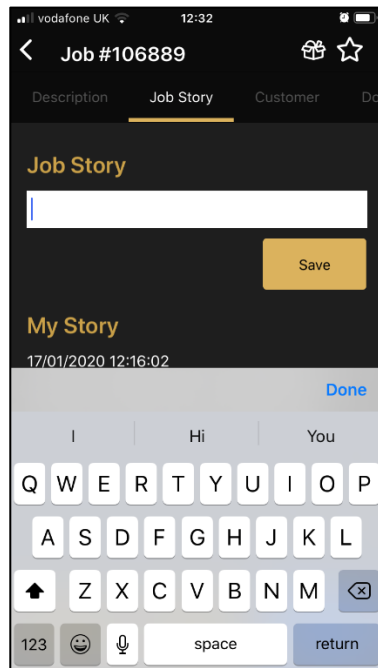 vodafone UK 12:32
Job #106889
Description Job Story Customer Do
Job Story
Save
My Story
17/01/2020 12:16:02
Done
I Hi You
Q W E R T Y U I O P
A S D F G H J K L
Z X C V B N M
123 space return